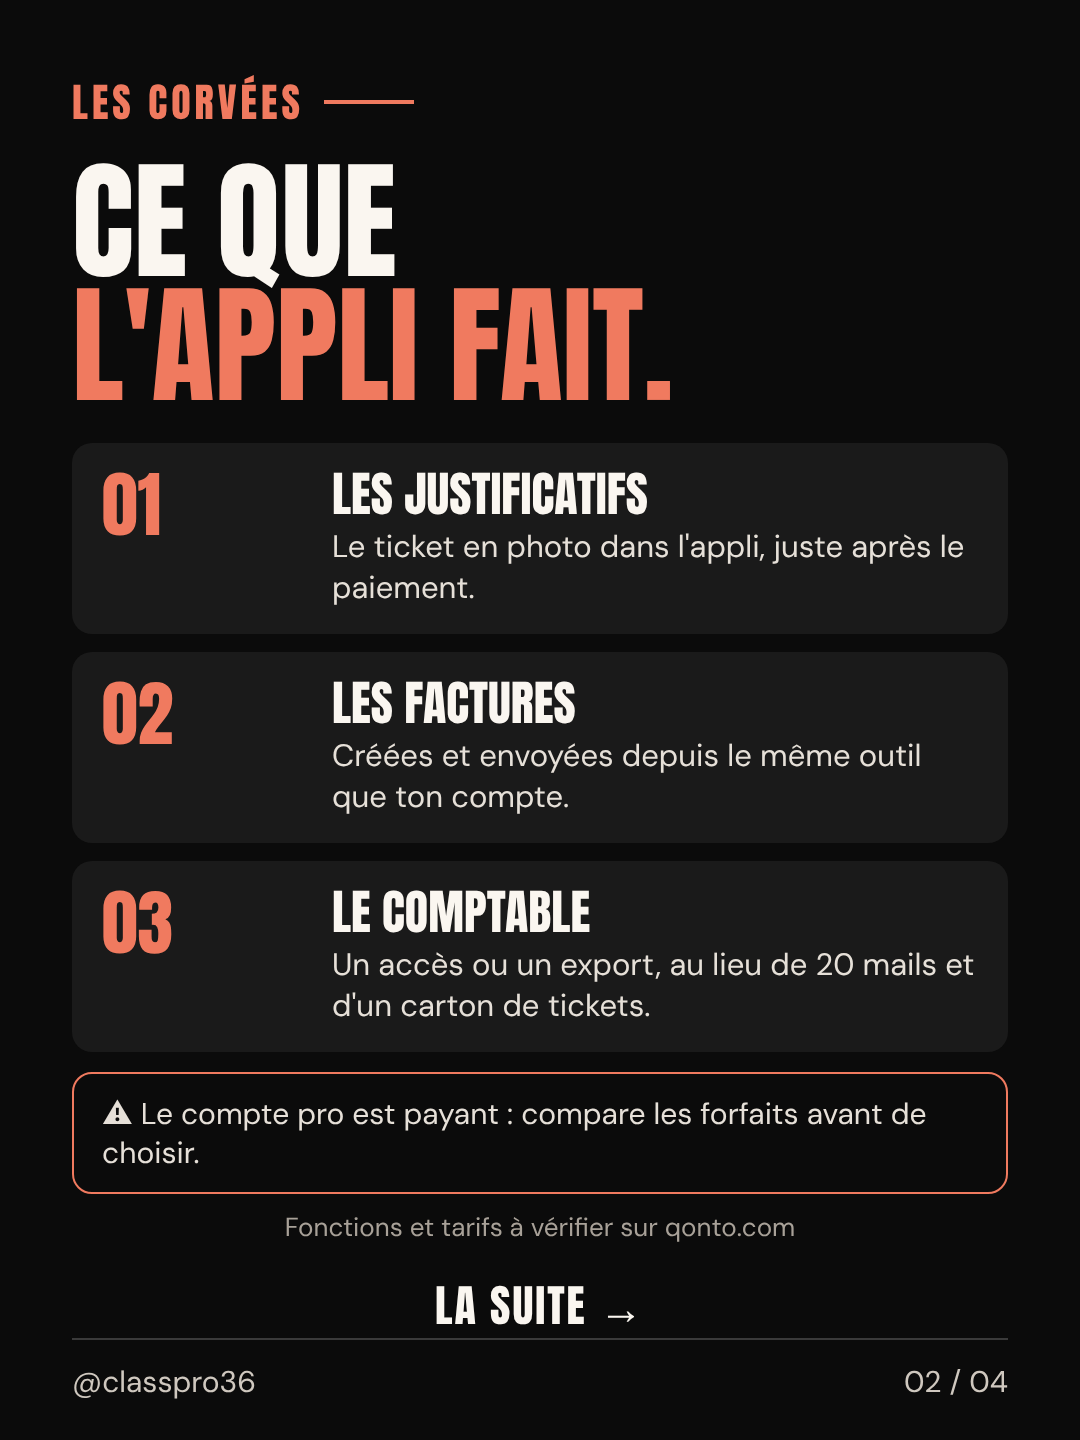 LES CORVÉES
CE QUE
L'APPLI FAIT.
01
LES JUSTIFICATIFS
Le ticket en photo dans l'appli, juste après le
paiement.
02
LES FACTURES
Créées et envoyées depuis le même outil
que ton compte.
03
LE COMPTABLE
Un accès ou un export, au lieu de 20 mails et
d'un carton de tickets.
⚠ Le compte pro est payant : compare les forfaits avant de
choisir.
Fonctions et tarifs à vérifier sur qonto.com
LA SUITE →
@classpro36
02 / 04